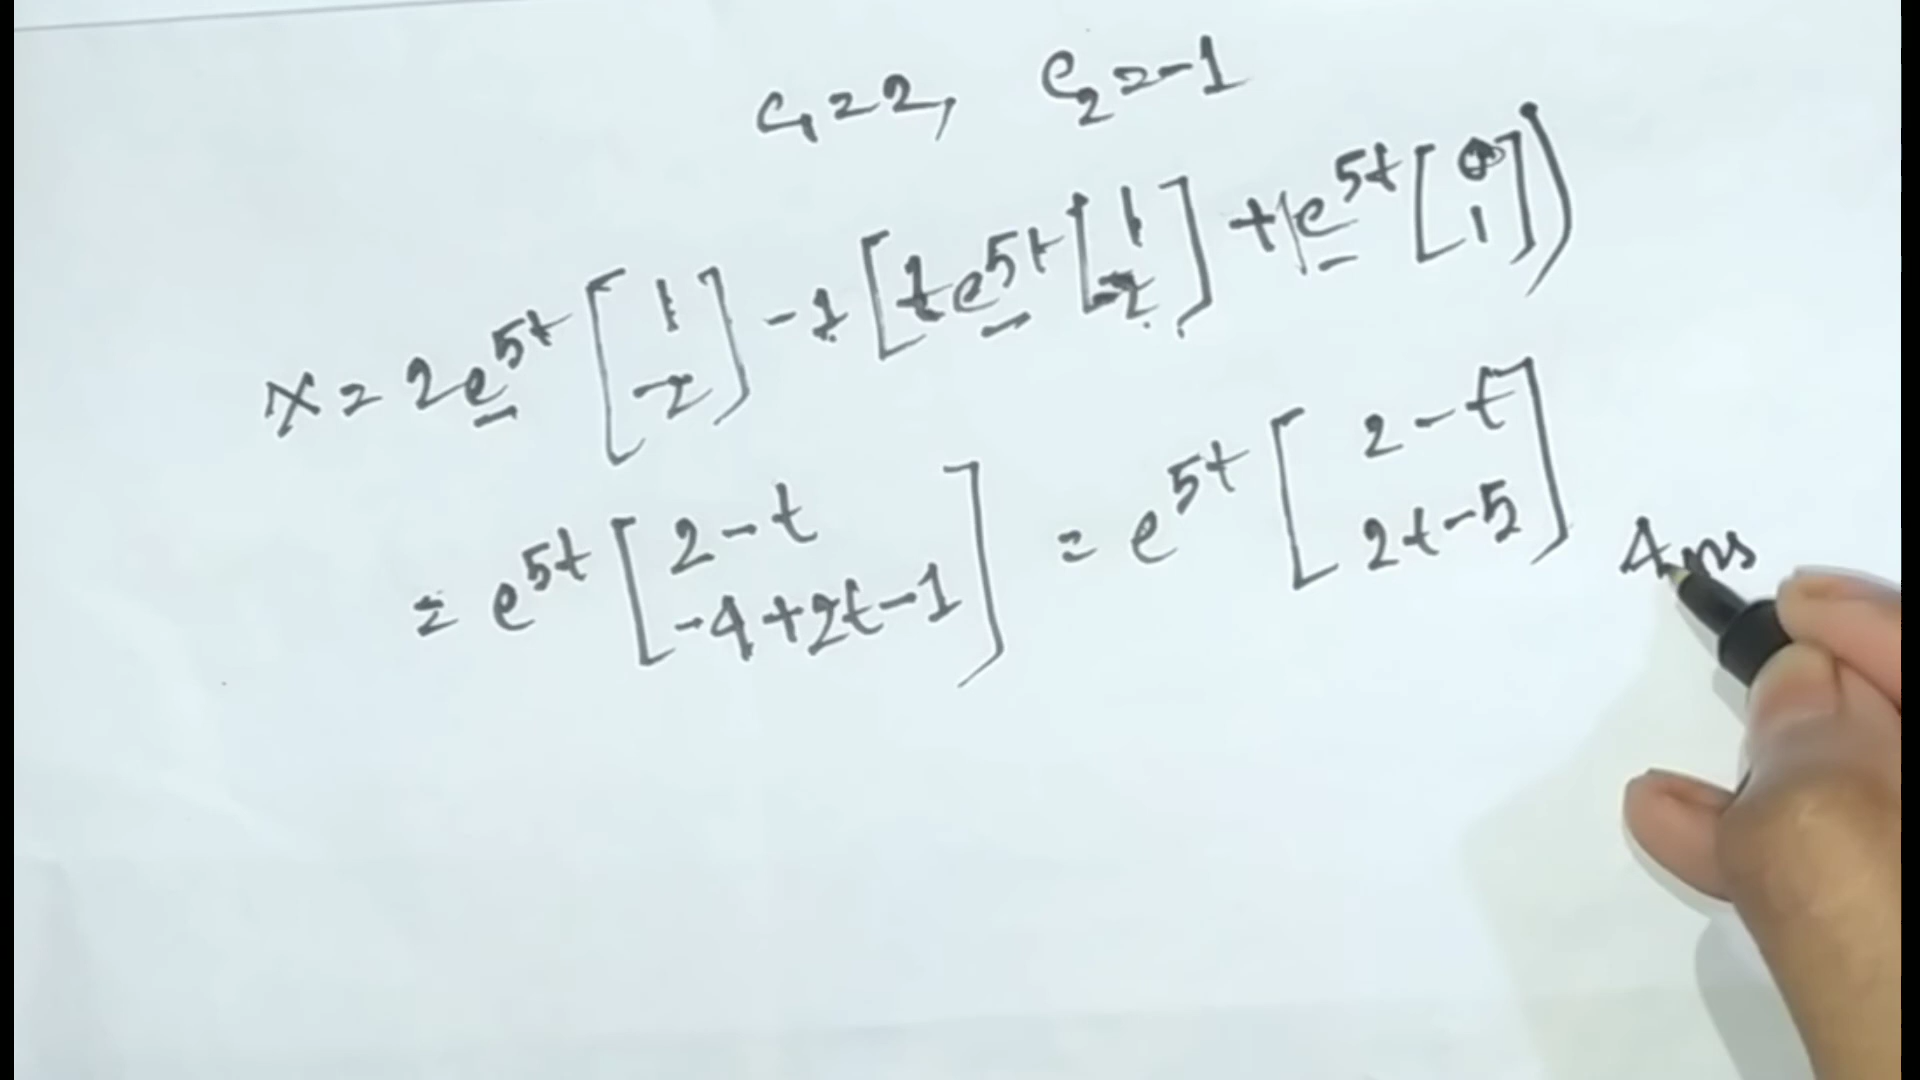 c₁=2, c₂=-1
x = 2e^{5t} [1; -2] - 1 [te^{5t} [1; -2] + e^{5t} [0; 1])
= e^{5t} [2-t; -4+2t-1] = e^{5t} [2-t; 2t-5] Ans